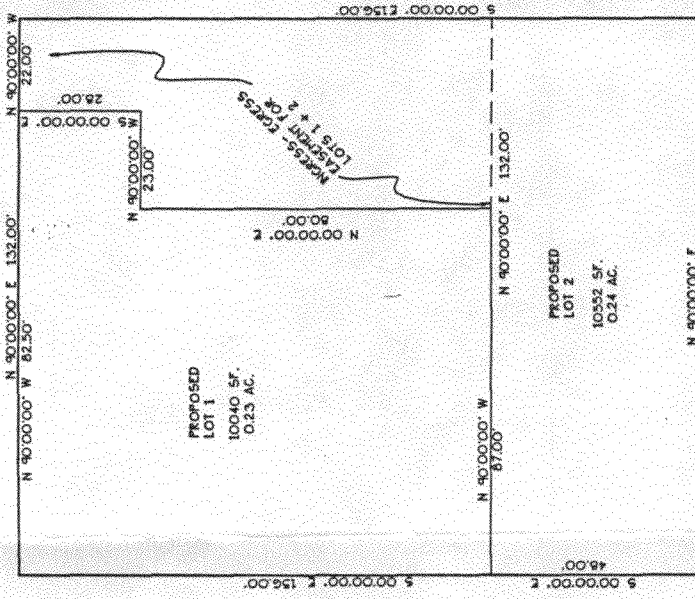 N 90'00'00" W
22.00'
S 00'00'00" E156.00'
28.00'
S 00'00'00" E
N 90'00'00" W
23.00'
INGRESS- EGRESS
EASEMENT FOR
LOTS 1 + 2
N 00'00'00" E
80.00'
N 90'00'00" E 132.00'
N 90'00'00" W 82.50'
PROPOSED
LOT 1
10040 SF.
0.23 AC.
N 90'00'00" E 132.00'
PROPOSED
LOT 2
10552 SF.
0.24 AC.
N 90'00'00" W
87.00'
N 90'00'00" E
S 00'00'00" E 156.00'
S 00'00'00" E
48.00'